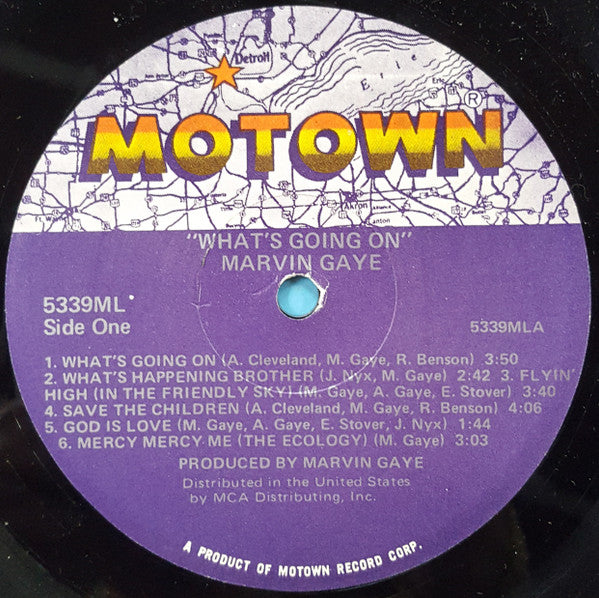 Detroit
Erie
MOTOWN®
Akron
Canton
"WHAT'S GOING ON"
MARVIN GAYE
5339ML
Side One
5339MLA
1. WHAT'S GOING ON (A. Cleveland, M. Gaye, R. Benson) 3:50
2. WHAT'S HAPPENING BROTHER (J. Nyx, M. Gaye) 2:42 3. FLYIN'
HIGH (IN THE FRIENDLY SKY) (M. Gaye, A. Gaye, E. Stover) 3:40
4. SAVE THE CHILDREN (A. Cleveland, M. Gaye, R. Benson) 4:06
5. GOD IS LOVE (M. Gaye, A. Gaye, E. Stover, J. Nyx) 1:44
6. MERCY MERCY ME (THE ECOLOGY) (M. Gaye) 3:03
PRODUCED BY MARVIN GAYE
Distributed in the United States
by MCA Distributing, Inc.
A PRODUCT OF MOTOWN RECORD CORP.